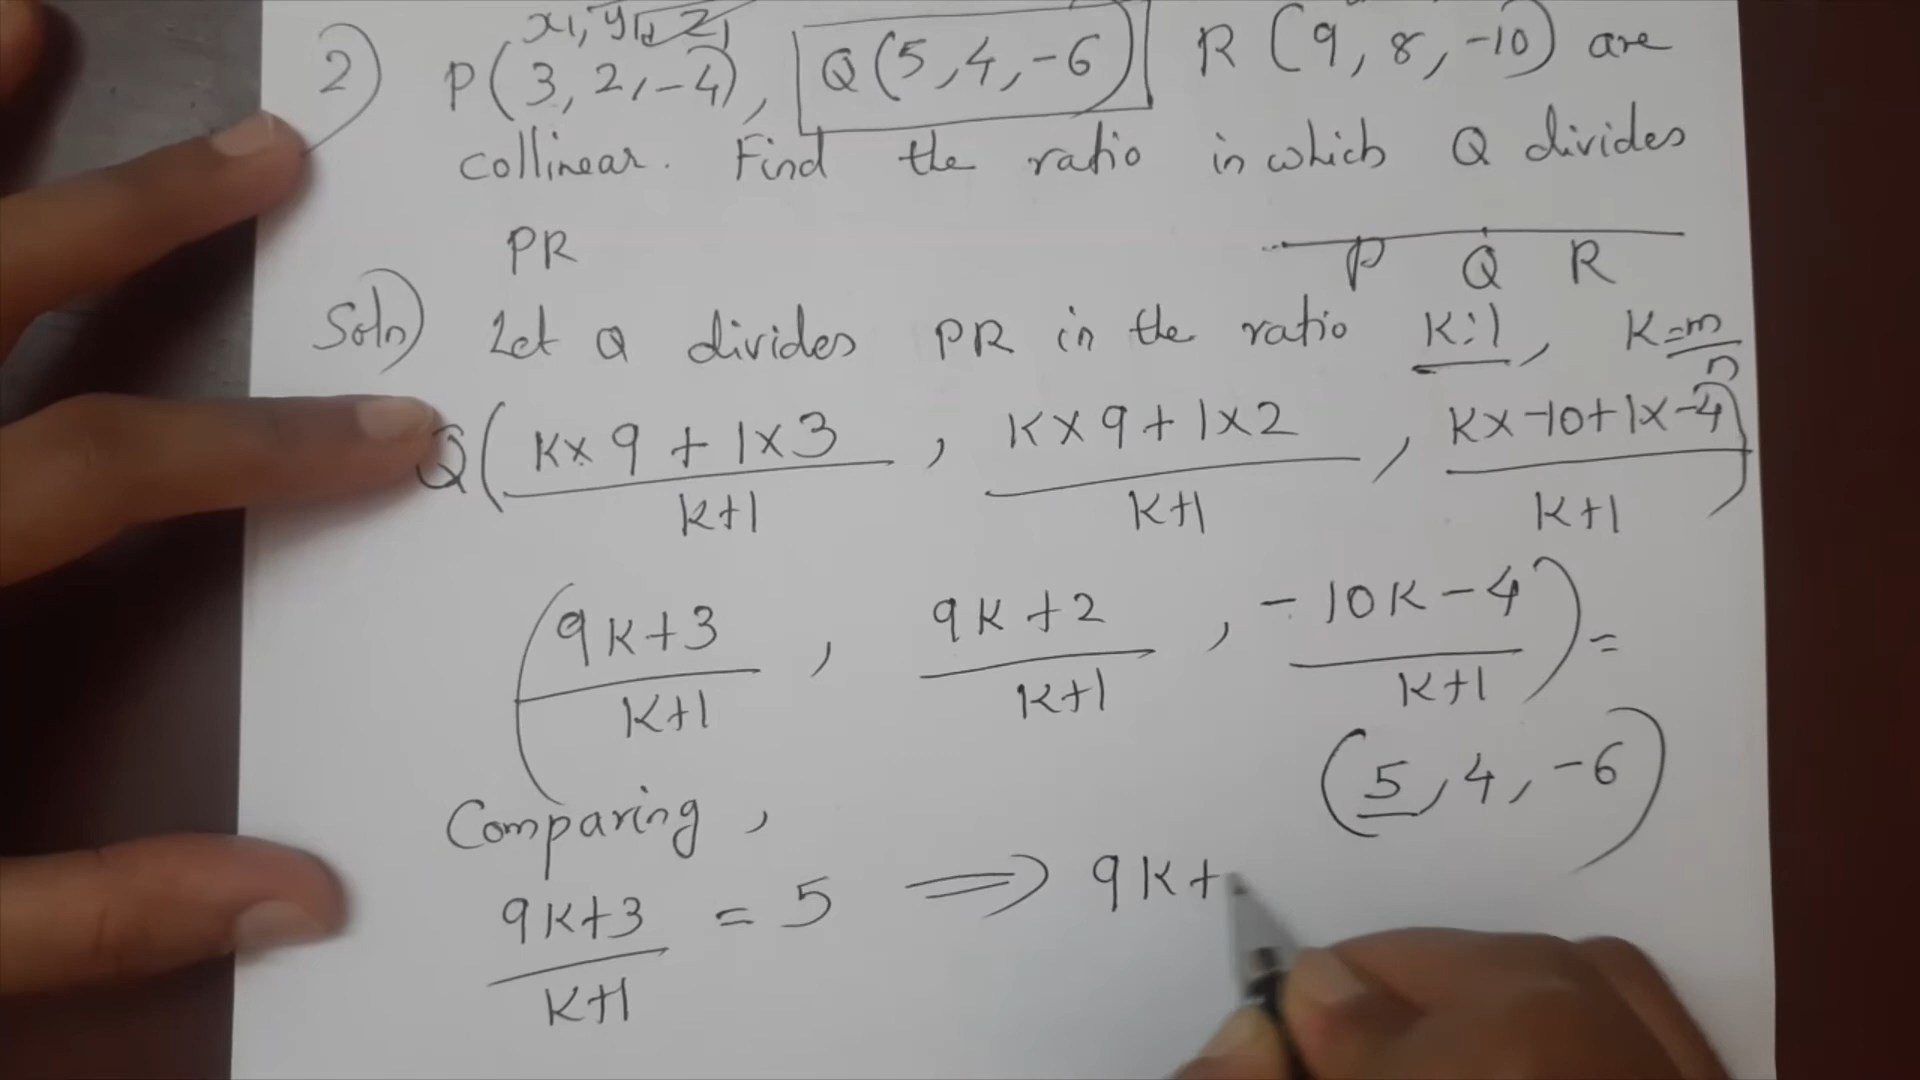 x1, y1, z1
2) P(3, 2, -4), Q(5, 4, -6) R(9, 8, -10) are
collinear. Find the ratio in which Q divides
PR
P Q R
Soln) Let Q divides PR in the ratio K:1, K=m/n
Q(K×9+1×3/K+1, K×9+1×2/K+1, K×-10+1×-4/K+1)
(9K+3/K+1, 9K+2/K+1, -10K-4/K+1) =
(5, 4, -6)
Comparing,
9K+3/K+1 = 5 ⟹ 9K+